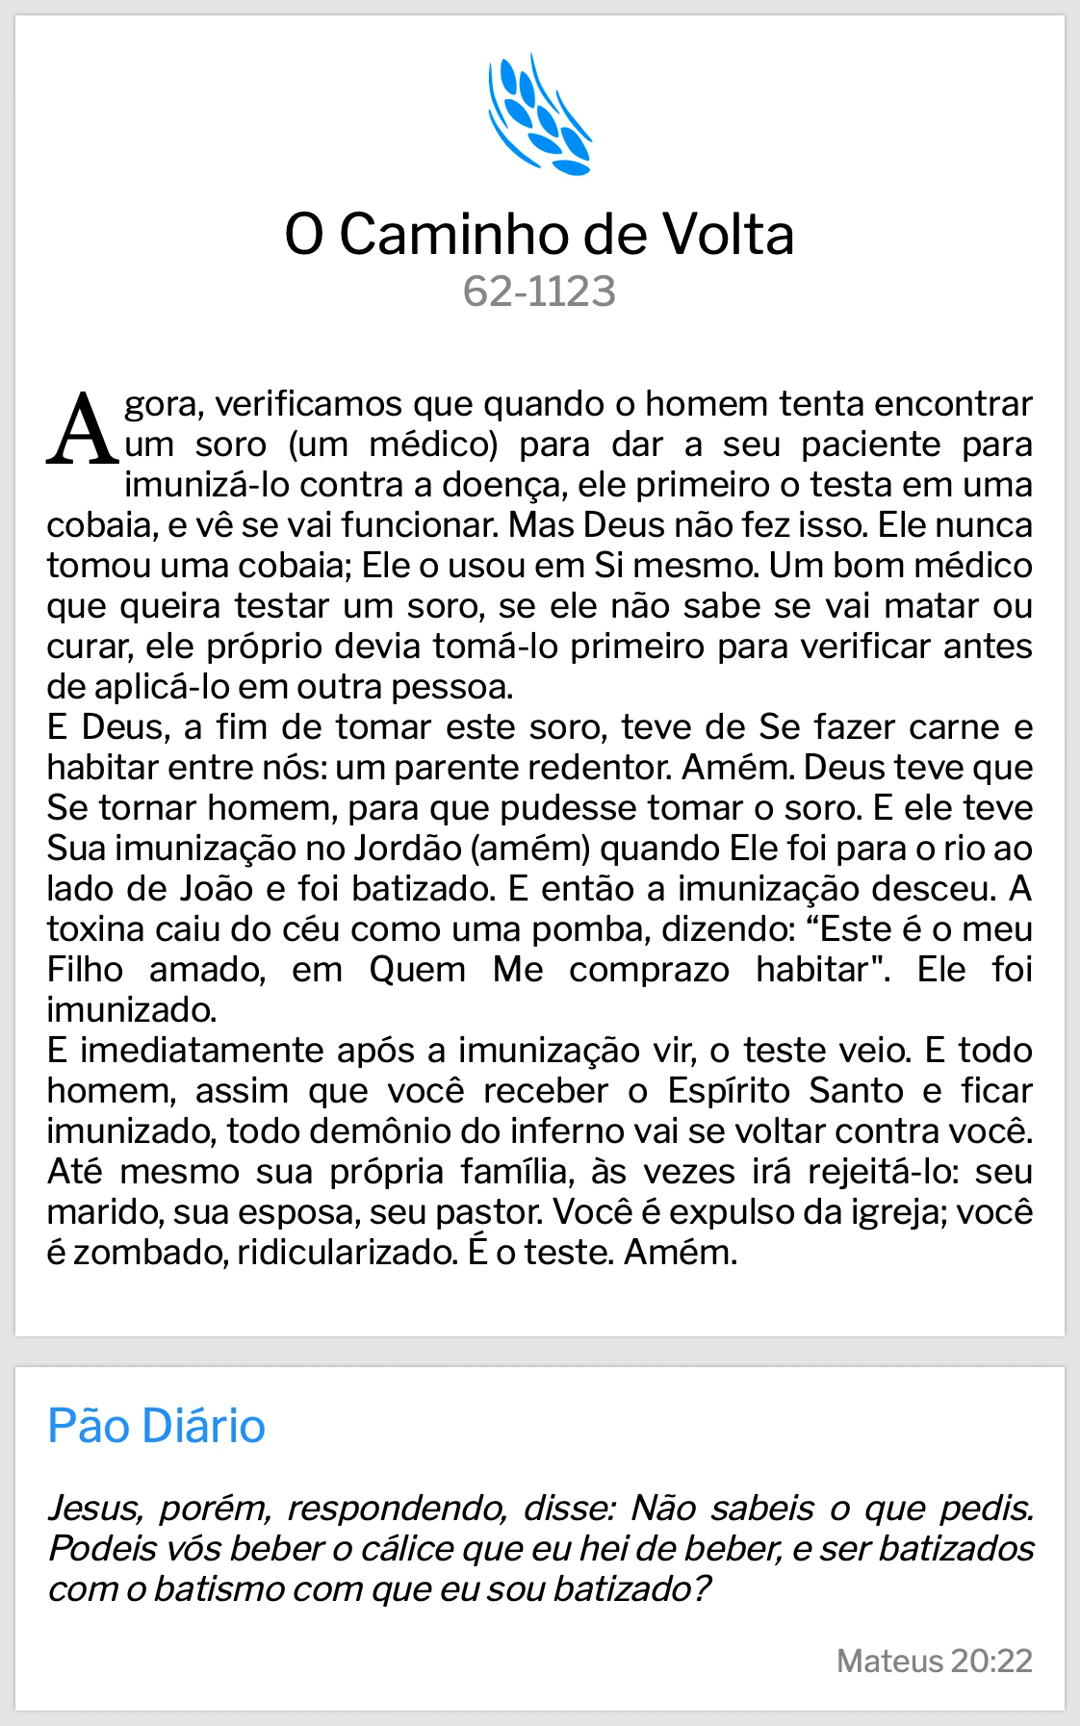 O Caminho de Volta
62-1123
Agora, verificamos que quando o homem tenta encontrar
um soro (um médico) para dar a seu paciente para
imunizá-lo contra a doença, ele primeiro o testa em uma
cobaia, e vê se vai funcionar. Mas Deus não fez isso. Ele nunca
tomou uma cobaia; Ele o usou em Si mesmo. Um bom médico
que queira testar um soro, se ele não sabe se vai matar ou
curar, ele próprio devia tomá-lo primeiro para verificar antes
de aplicá-lo em outra pessoa.
E Deus, a fim de tomar este soro, teve de Se fazer carne e
habitar entre nós: um parente redentor. Amém. Deus teve que
Se tornar homem, para que pudesse tomar o soro. E ele teve
Sua imunização no Jordão (amém) quando Ele foi para o rio ao
lado de João e foi batizado. E então a imunização desceu. A
toxina caiu do céu como uma pomba, dizendo: “Este é o meu
Filho amado, em Quem Me comprazo habitar". Ele foi
imunizado.
E imediatamente após a imunização vir, o teste veio. E todo
homem, assim que você receber o Espírito Santo e ficar
imunizado, todo demônio do inferno vai se voltar contra você.
Até mesmo sua própria família, às vezes irá rejeitá-lo: seu
marido, sua esposa, seu pastor. Você é expulso da igreja; você
é zombado, ridicularizado. É o teste. Amém.
Pão Diário
Jesus, porém, respondendo, disse: Não sabeis o que pedis.
Podeis vós beber o cálice que eu hei de beber, e ser batizados
com o batismo com que eu sou batizado?
Mateus 20:22